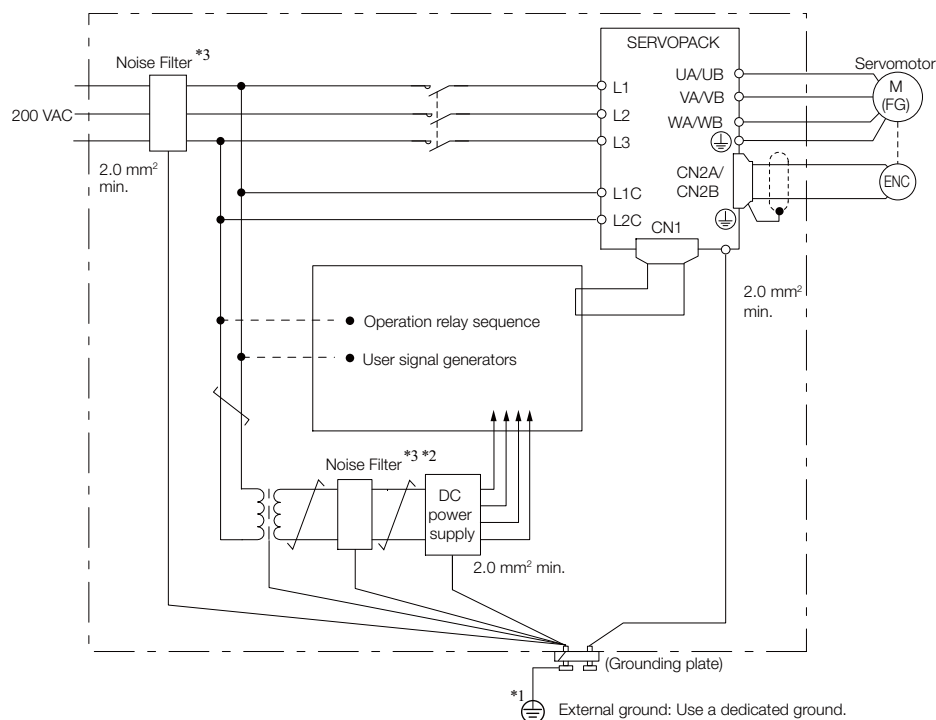 SERVOPACK
Noise Filter *3
Servomotor
UA/UB
M
(FG)
L1
VA/VB
200 VAC
L2
WA/WB
L3
2.0 mm²
min.
CN2A/
CN2B
ENC
L1C
L2C
CN1
2.0 mm²
min.
Operation relay sequence
User signal generators
Noise Filter *3 *2
DC
power
supply
2.0 mm² min.
(Grounding plate)
*1
External ground: Use a dedicated ground.